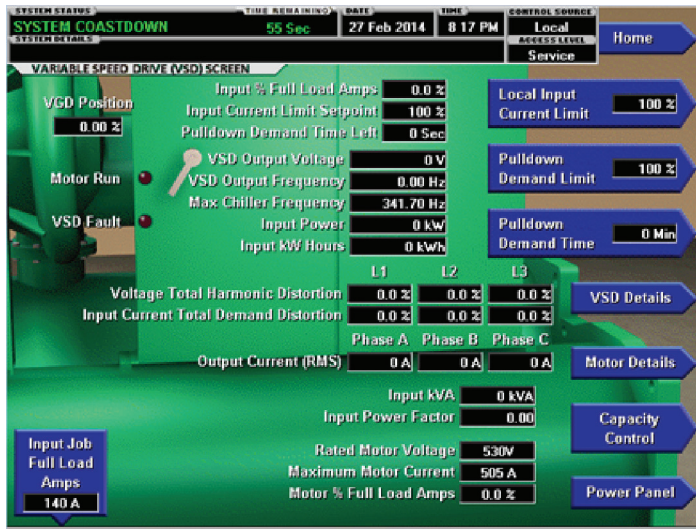 SYSTEM STATUS
TIME REMAINING
DATE
TIME
CONTROL SOURCE
SYSTEM COASTDOWN
55 Sec
27 Feb 2014
8 17 PM
Local
SYSTEM DETAILS
ACCESS LEVEL
Service
Home
VARIABLE SPEED DRIVE (VSD) SCREEN
VGD Position
0.00 %
Motor Run
VSD Fault
Input % Full Load Amps 0.0 %
Input Current Limit Setpoint 100 %
Pulldown Demand Time Left 0 Sec
VSD Output Voltage 0 V
VSD Output Frequency 0.00 Hz
Max Chiller Frequency 341.70 Hz
Input Power 0 kW
Input kW Hours 0 kWh
Local Input
Current Limit
100 %
Pulldown
Demand Limit
100 %
Pulldown
Demand Time
0 Min
L1 L2 L3
Voltage Total Harmonic Distortion 0.0 % 0.0 % 0.0 %
Input Current Total Demand Distortion 0.0 % 0.0 % 0.0 %
Phase A Phase B Phase C
Output Current (RMS) 0 A 0 A 0 A
VSD Details
Motor Details
Input kVA 0 kVA
Input Power Factor 0.00
Capacity
Control
Rated Motor Voltage 530V
Maximum Motor Current 505 A
Motor % Full Load Amps 0.0 %
Power Panel
Input Job
Full Load
Amps
140 A